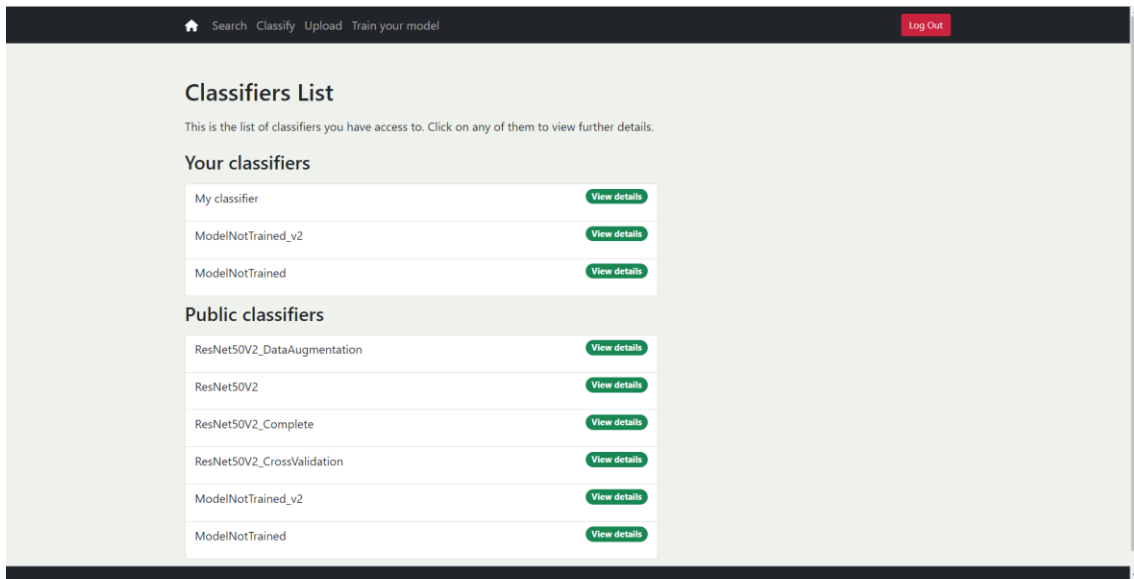 Search Classify Upload Train your model Log Out
Classifiers List
This is the list of classifiers you have access to. Click on any of them to view further details.
Your classifiers
My classifier View details
ModelNotTrained_v2 View details
ModelNotTrained View details
Public classifiers
ResNet50V2_DataAugmentation View details
ResNet50V2 View details
ResNet50V2_Complete View details
ResNet50V2_CrossValidation View details
ModelNotTrained_v2 View details
ModelNotTrained View details